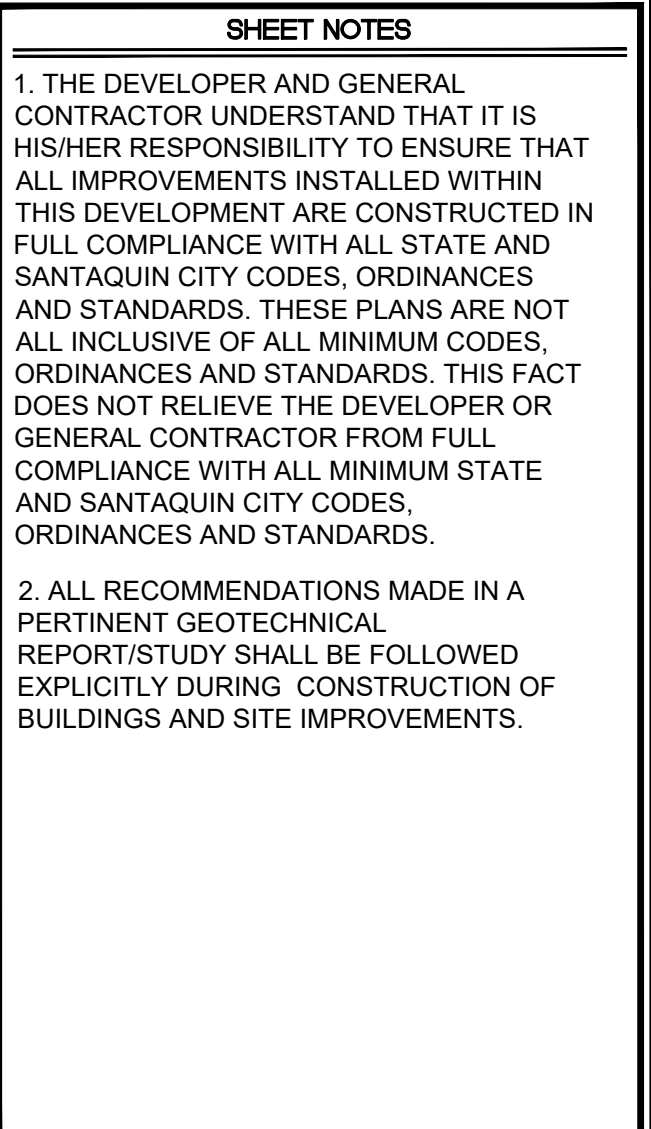 SHEET NOTES
1. THE DEVELOPER AND GENERAL
CONTRACTOR UNDERSTAND THAT IT IS
HIS/HER RESPONSIBILITY TO ENSURE THAT
ALL IMPROVEMENTS INSTALLED WITHIN
THIS DEVELOPMENT ARE CONSTRUCTED IN
FULL COMPLIANCE WITH ALL STATE AND
SANTAQUIN CITY CODES, ORDINANCES
AND STANDARDS. THESE PLANS ARE NOT
ALL INCLUSIVE OF ALL MINIMUM CODES,
ORDINANCES AND STANDARDS. THIS FACT
DOES NOT RELIEVE THE DEVELOPER OR
GENERAL CONTRACTOR FROM FULL
COMPLIANCE WITH ALL MINIMUM STATE
AND SANTAQUIN CITY CODES,
ORDINANCES AND STANDARDS.
2. ALL RECOMMENDATIONS MADE IN A
PERTINENT GEOTECHNICAL
REPORT/STUDY SHALL BE FOLLOWED
EXPLICITLY DURING  CONSTRUCTION OF
BUILDINGS AND SITE IMPROVEMENTS.